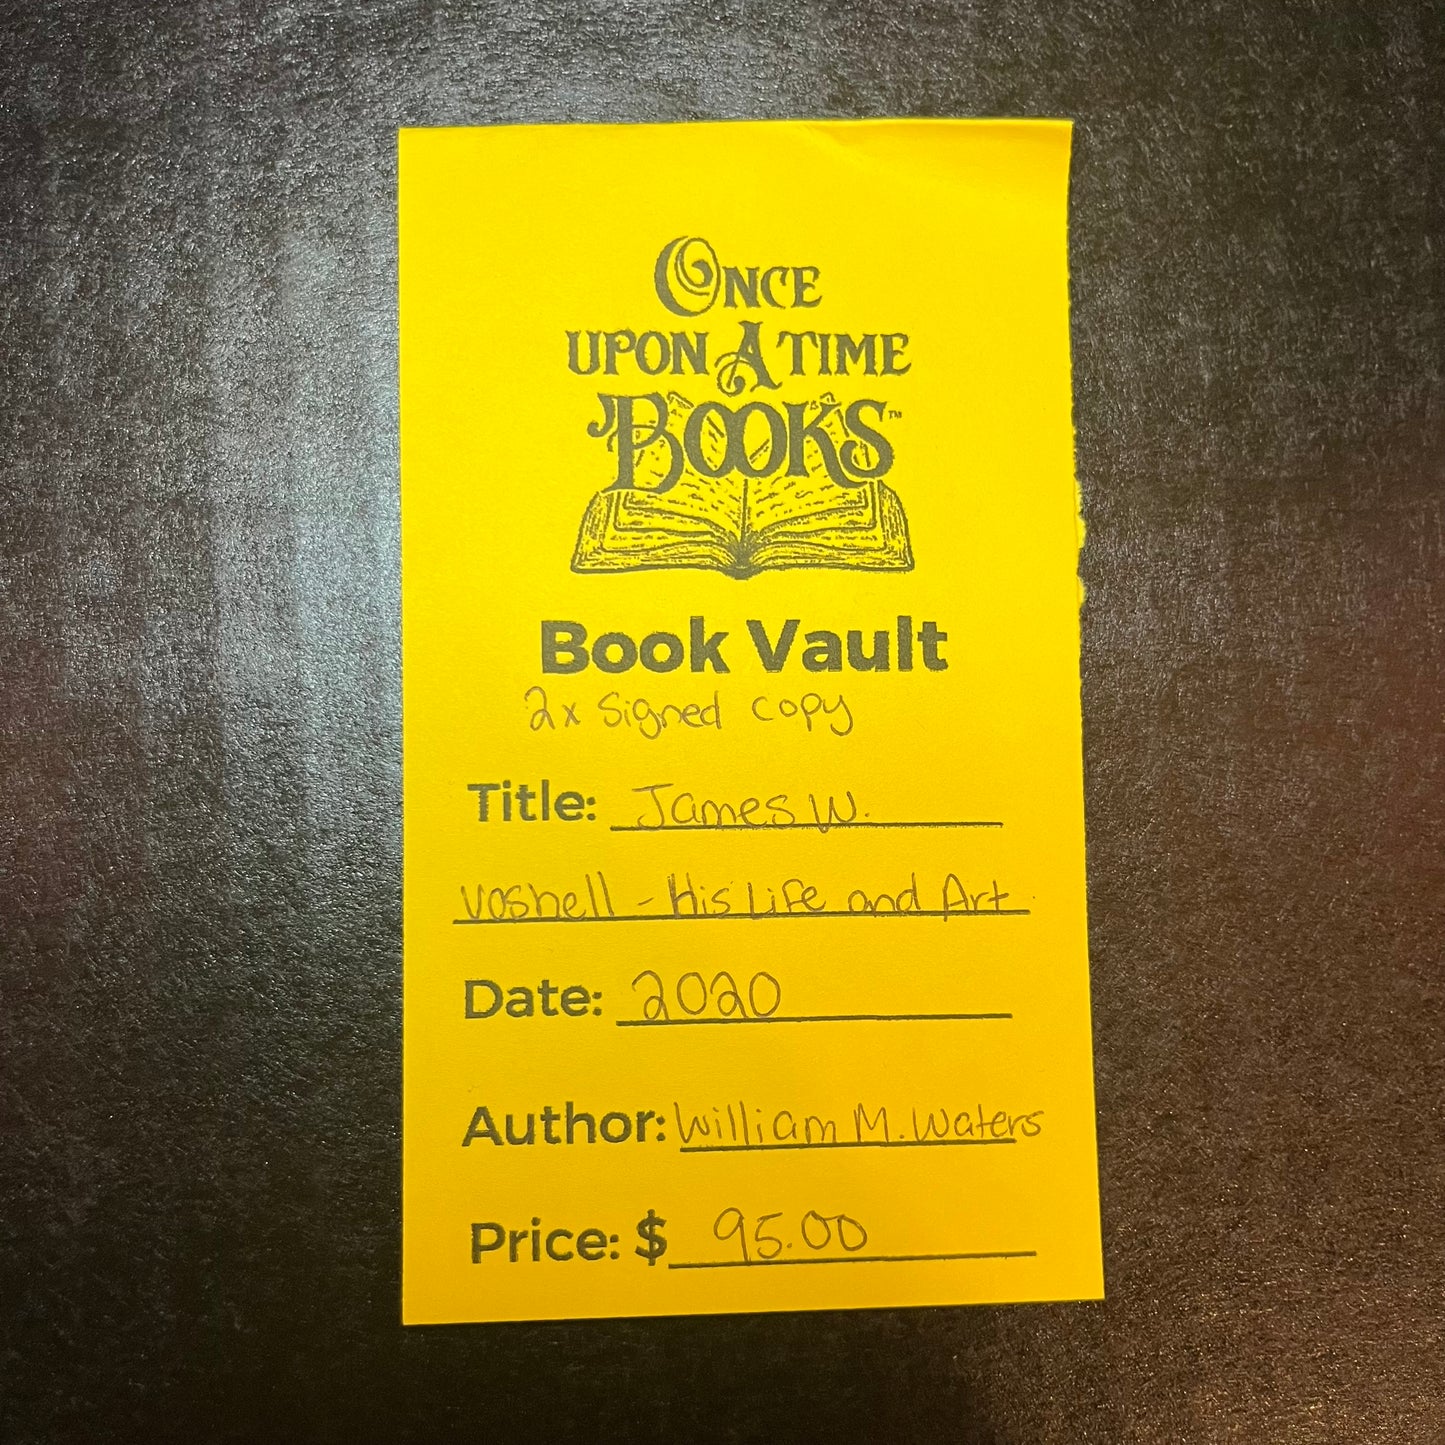 ONCE
UPON A TIME
BOOKS™
Book Vault
2x Signed copy
Title: James W.
Voshell - His Life and Art
Date: 2020
Author: William M. Waters
Price: $ 95.00